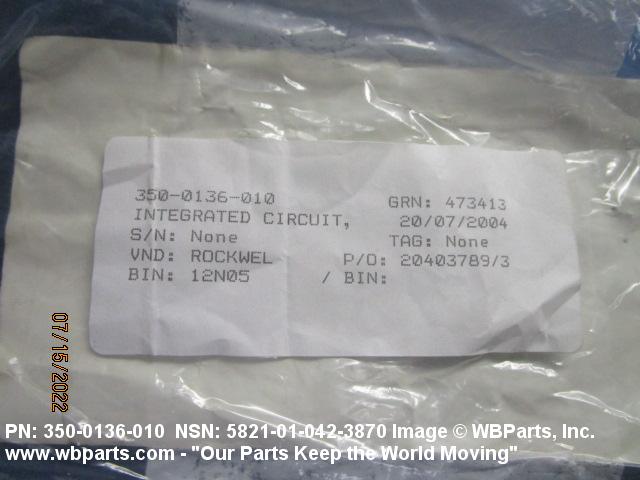 350-0136-010 GRN: 473413
INTEGRATED CIRCUIT, 20/07/2004
S/N: None TAG: None
VND: ROCKWEL P/O: 20403789/3
BIN: 12N05 / BIN:
07/15/2022
PN: 350-0136-010 NSN: 5821-01-042-3870 Image © WBParts, Inc.
www.wbparts.com - "Our Parts Keep the World Moving"